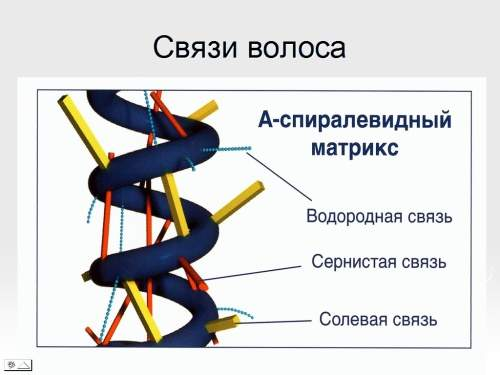 Связи волоса
А-спиралевидный
матрикс
Водородная связь
Сернистая связь
Солевая связь